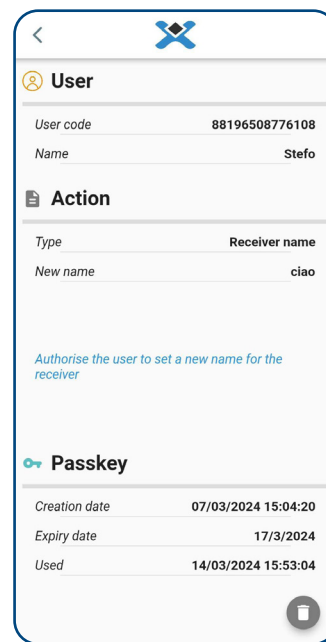 User
User code 88196508776108
Name Stefo
Action
Type Receiver name
New name ciao
Authorise the user to set a new name for the
receiver
Passkey
Creation date 07/03/2024 15:04:20
Expiry date 17/3/2024
Used 14/03/2024 15:53:04